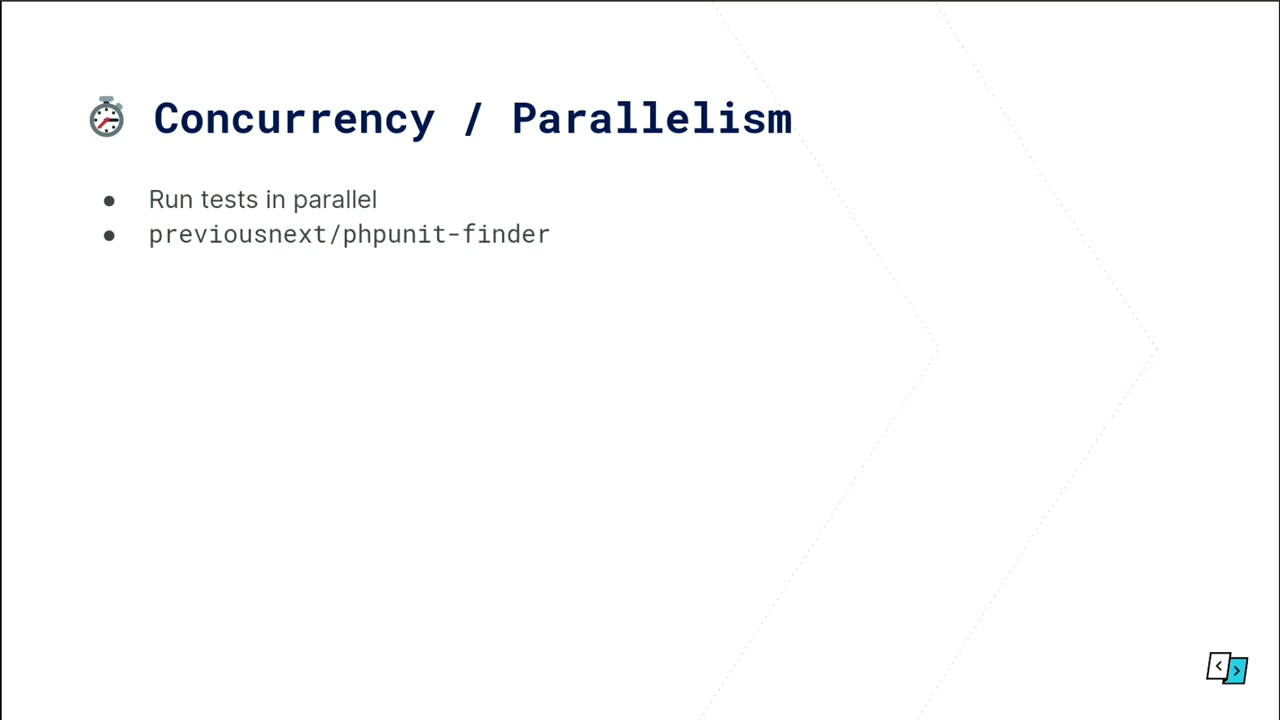 Concurrency / Parallelism
● Run tests in parallel
● previousnext/phpunit-finder